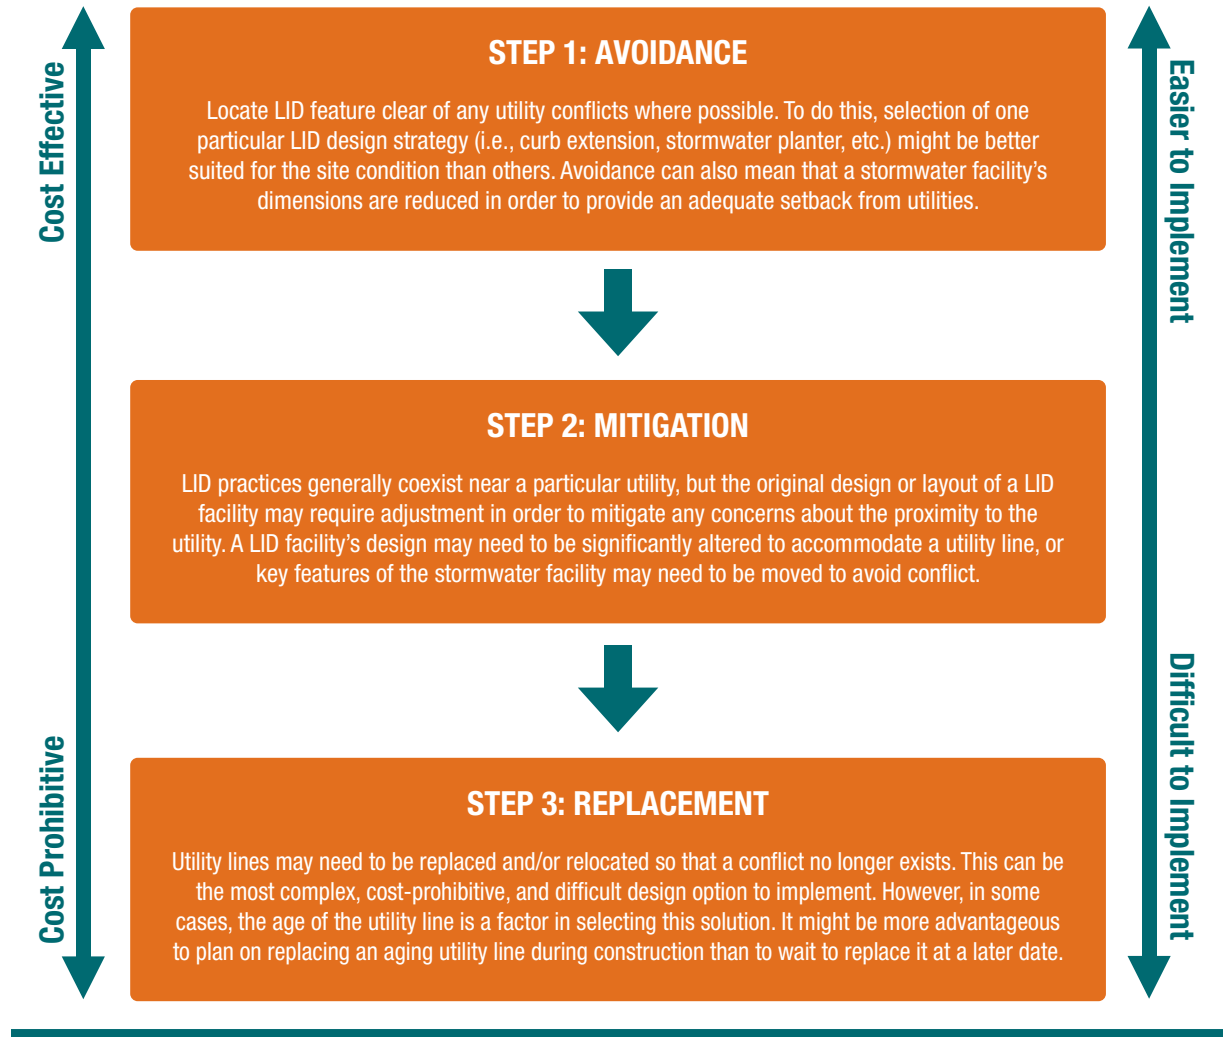 STEP 1: AVOIDANCE
Locate LID feature clear of any utility conflicts where possible. To do this, selection of one
particular LID design strategy (i.e., curb extension, stormwater planter, etc.) might be better
suited for the site condition than others. Avoidance can also mean that a stormwater facility’s
dimensions are reduced in order to provide an adequate setback from utilities.
Cost Effective
Easier to Implement
STEP 2: MITIGATION
LID practices generally coexist near a particular utility, but the original design or layout of a LID
facility may require adjustment in order to mitigate any concerns about the proximity to the
utility. A LID facility’s design may need to be significantly altered to accommodate a utility line, or
key features of the stormwater facility may need to be moved to avoid conflict.
Cost Prohibitive
Difficult to Implement
STEP 3: REPLACEMENT
Utility lines may need to be replaced and/or relocated so that a conflict no longer exists. This can be
the most complex, cost-prohibitive, and difficult design option to implement. However, in some
cases, the age of the utility line is a factor in selecting this solution. It might be more advantageous
to plan on replacing an aging utility line during construction than to wait to replace it at a later date.